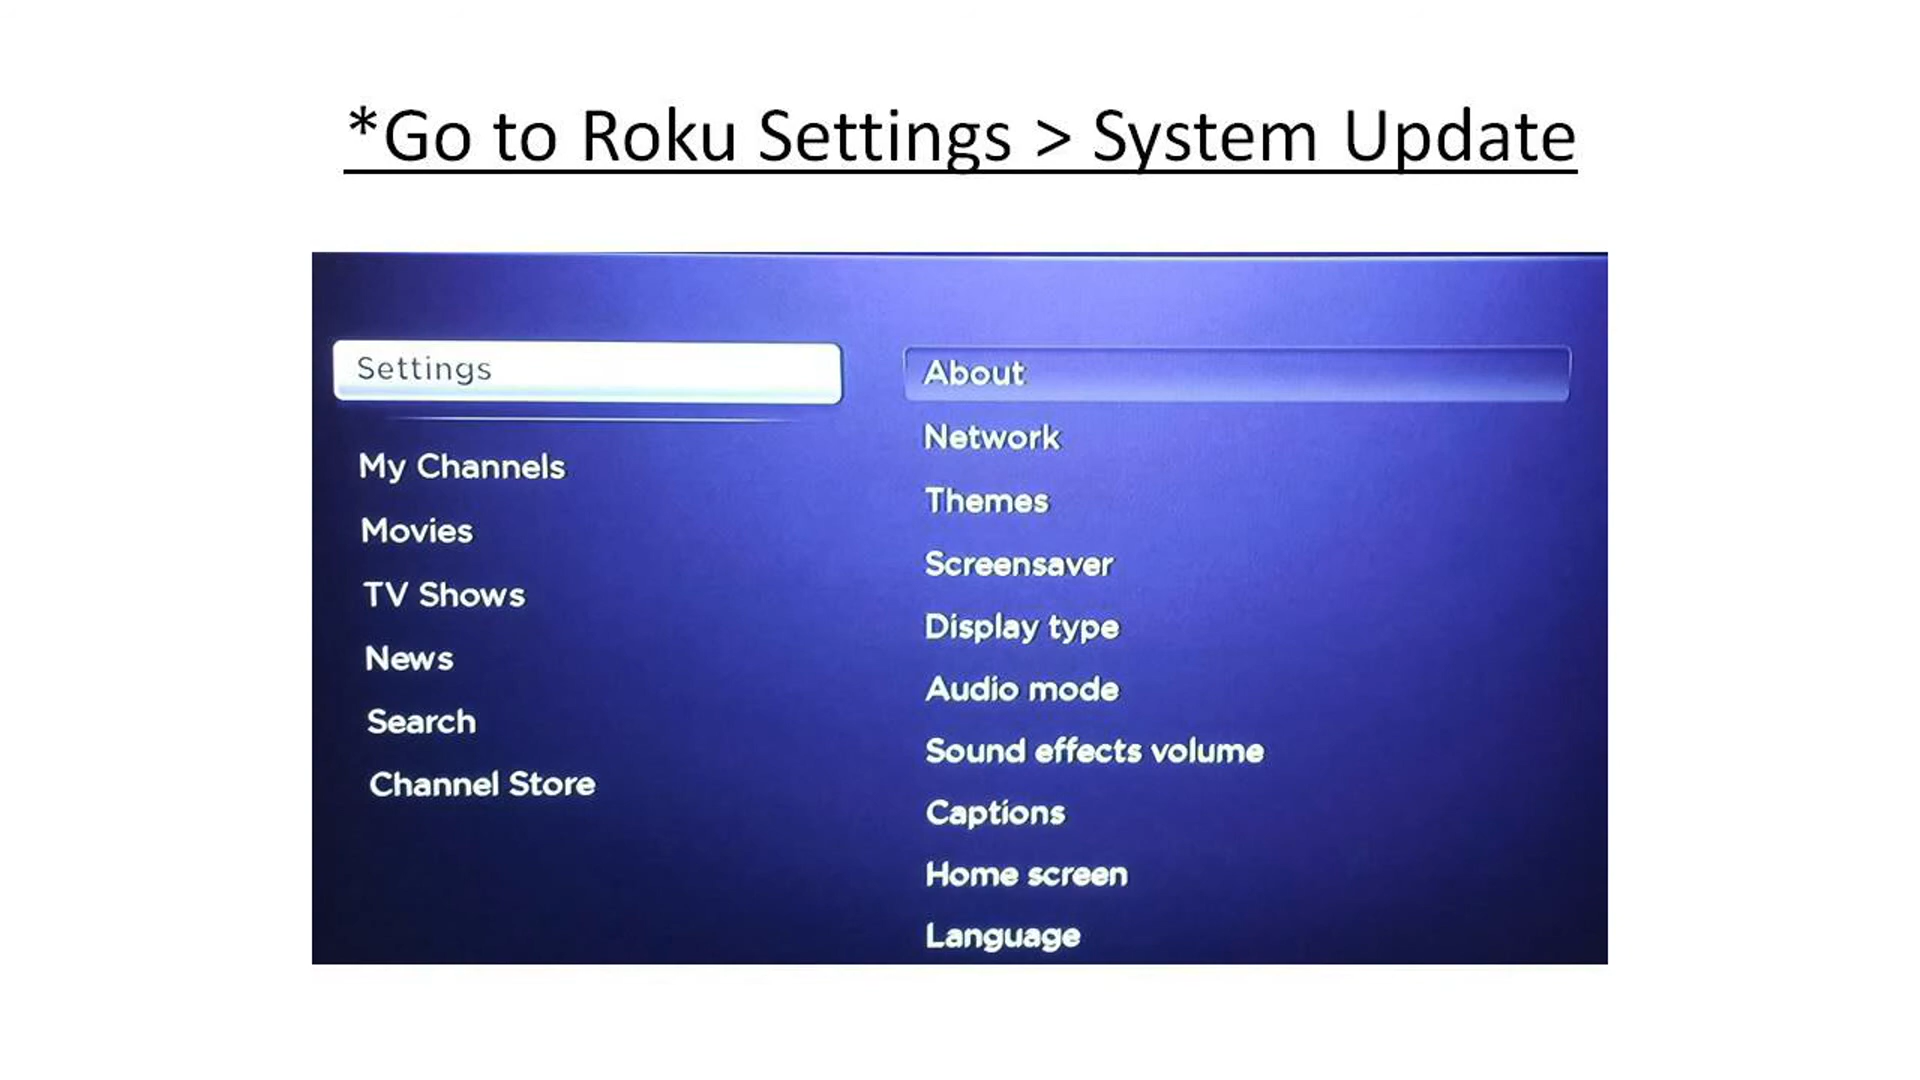 *Go to Roku Settings > System Update
Settings
My Channels
Movies
TV Shows
News
Search
Channel Store
About
Network
Themes
Screensaver
Display type
Audio mode
Sound effects volume
Captions
Home screen
Language